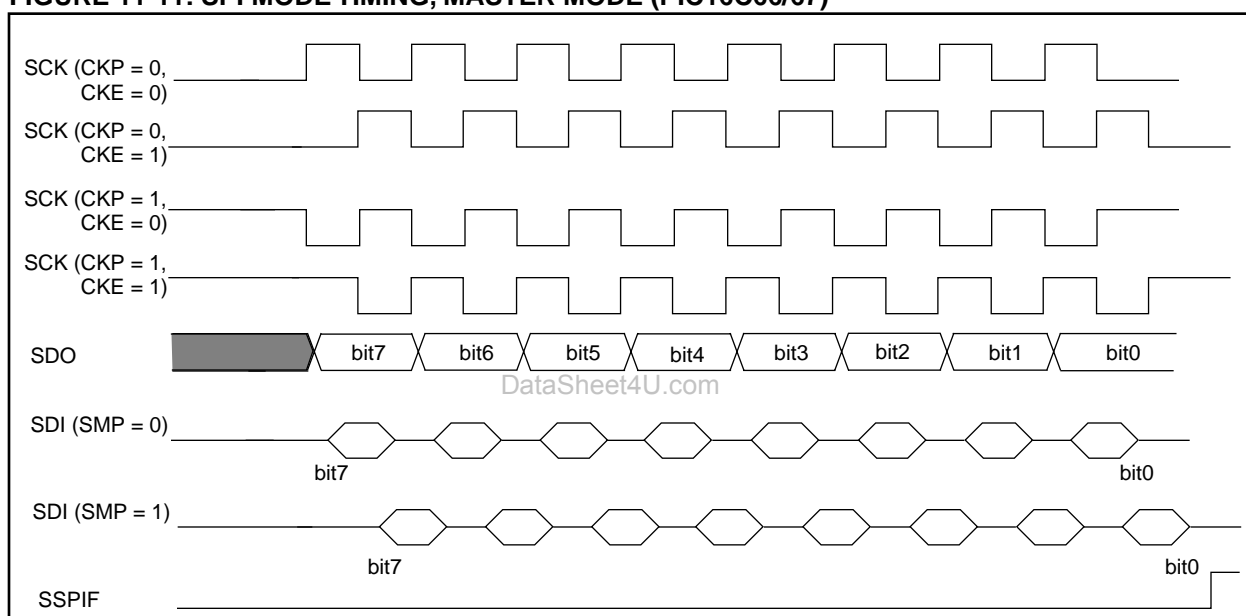 FIGURE 11-11: SPI MODE TIMING, MASTER MODE (PIC16C66/67)
SCK (CKP = 0,
CKE = 0)
SCK (CKP = 0,
CKE = 1)
SCK (CKP = 1,
CKE = 0)
SCK (CKP = 1,
CKE = 1)
SDO
bit7 bit6 bit5 bit4 bit3 bit2 bit1 bit0
DataSheet4U.com
SDI (SMP = 0)
bit7 bit0
SDI (SMP = 1)
bit7 bit0
SSPIF